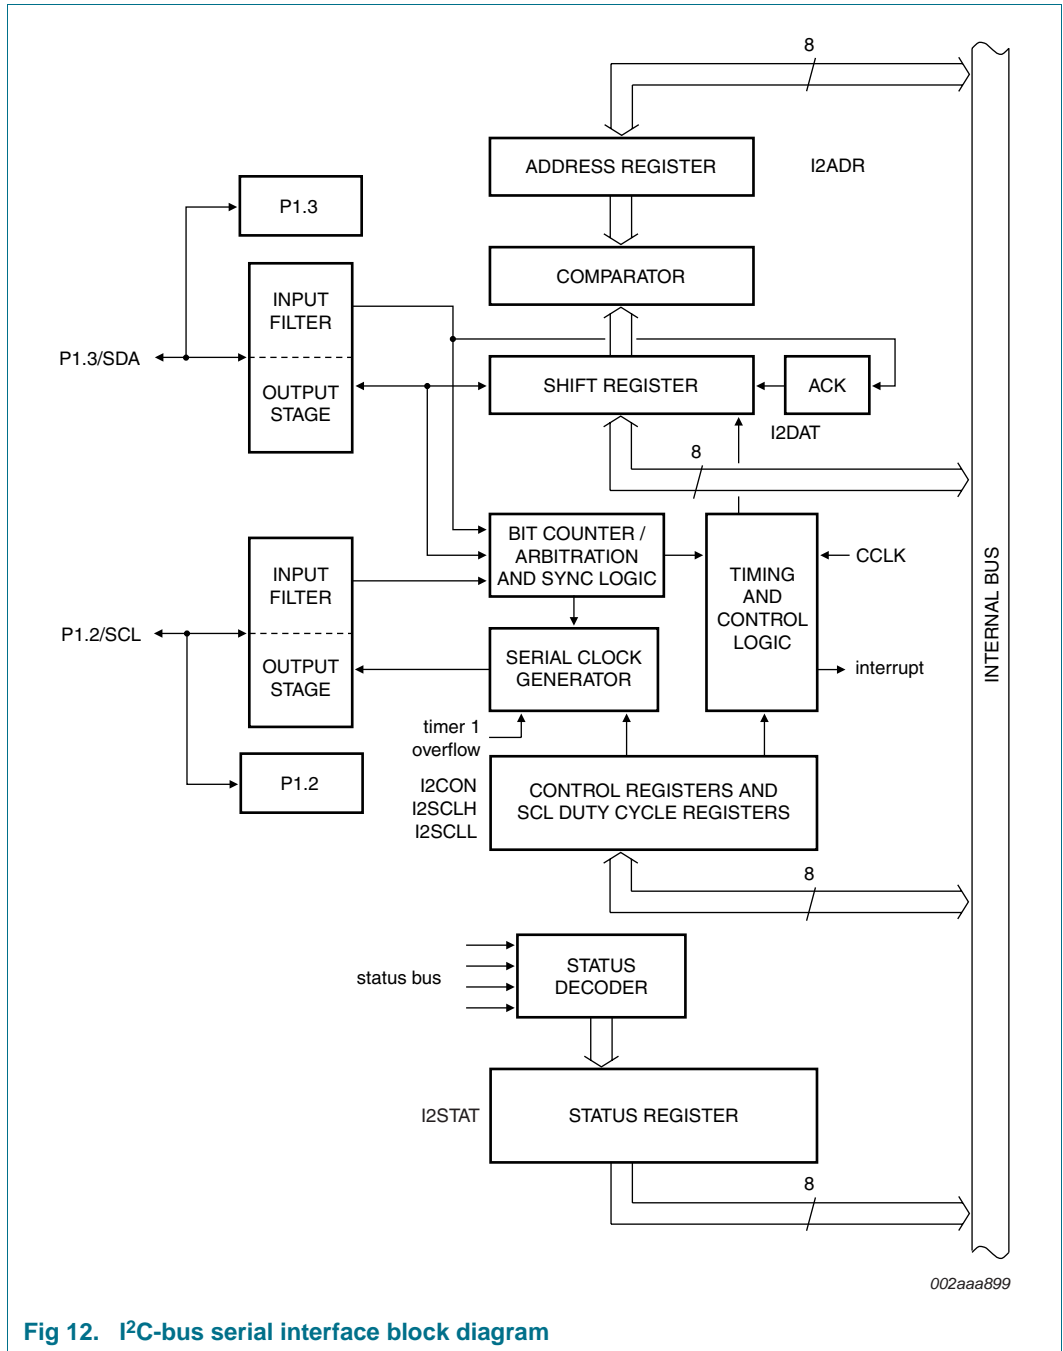 8
ADDRESS REGISTER
I2ADR
P1.3
COMPARATOR
INPUT
FILTER
P1.3/SDA
OUTPUT
STAGE
SHIFT REGISTER
ACK
I2DAT
8
BIT COUNTER /
ARBITRATION
AND SYNC LOGIC
INPUT
FILTER
TIMING
AND
CONTROL
LOGIC
CCLK
INTERNAL BUS
P1.2/SCL
OUTPUT
STAGE
SERIAL CLOCK
GENERATOR
interrupt
timer 1
overflow
P1.2
I2CON
I2SCLH
I2SCLL
CONTROL REGISTERS AND
SCL DUTY CYCLE REGISTERS
8
status bus
STATUS
DECODER
I2STAT
STATUS REGISTER
8
002aaa899
Fig 12. I²C-bus serial interface block diagram